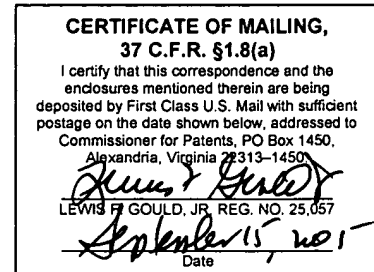 CERTIFICATE OF MAILING,
37 C.F.R. §1.8(a)
I certify that this correspondence and the
enclosures mentioned therein are being
deposited by First Class U.S. Mail with sufficient
postage on the date shown below, addressed to
Commissioner for Patents, PO Box 1450,
Alexandria, Virginia 22313–1450
LEWIS F. GOULD, JR, REG. NO. 25,057
September 15,
Date